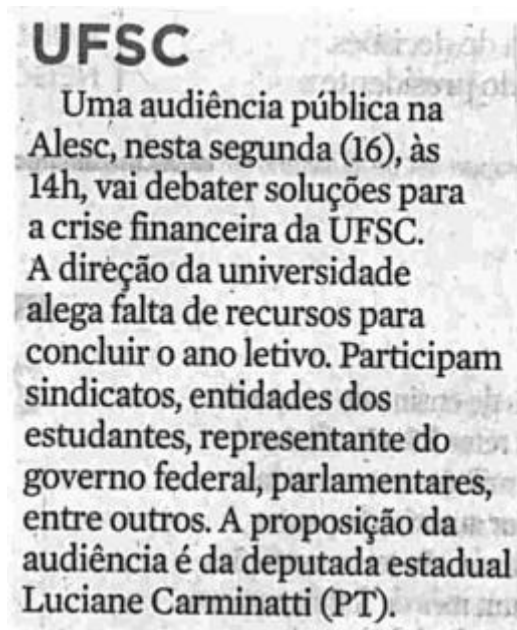 UFSC
Uma audiência pública na
Alesc, nesta segunda (16), às
14h, vai debater soluções para
a crise financeira da UFSC.
A direção da universidade
alega falta de recursos para
concluir o ano letivo. Participam
sindicatos, entidades dos
estudantes, representante do
governo federal, parlamentares,
entre outros. A proposição da
audiência é da deputada estadual
Luciane Carminatti (PT).